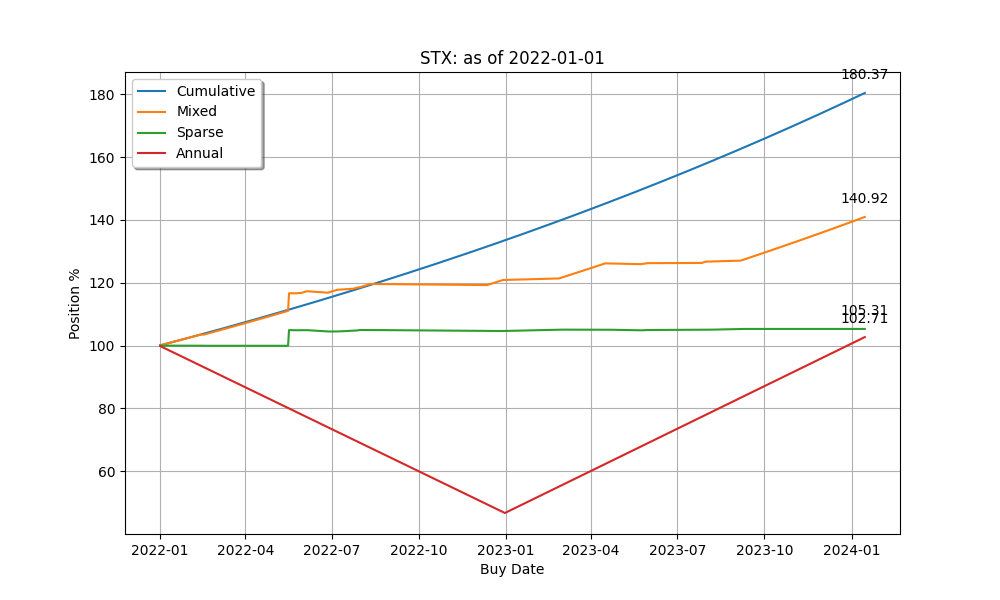 STX: as of 2022-01-01
180.37
180
Cumulative
Mixed
Sparse
Annual
160
140.92
140
120
105.31
102.71
100
80
60
Position %
2022-01 2022-04 2022-07 2022-10 2023-01 2023-04 2023-07 2023-10 2024-01
Buy Date